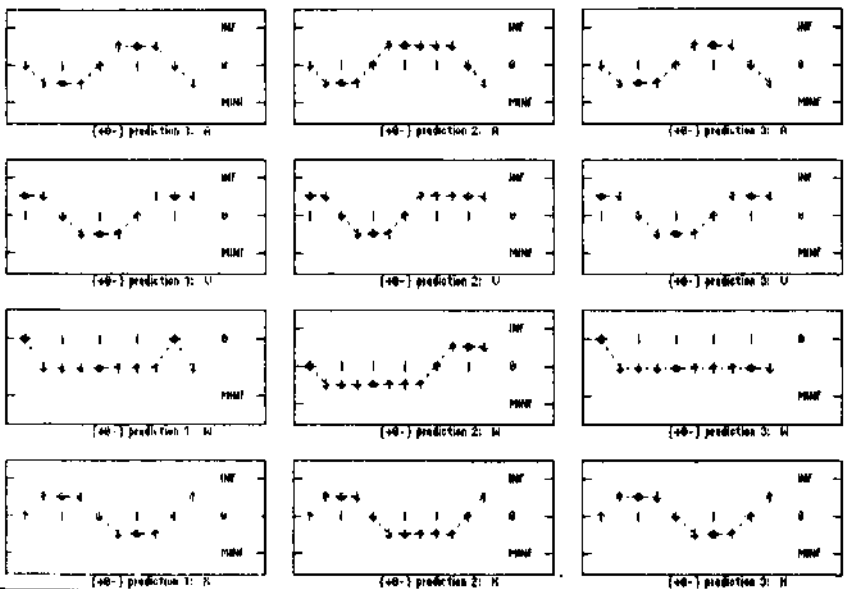 INF INF INF
0 0 0
MINF MINF MINF
{+0-} prediction 1: A {+0-} prediction 2: A {+0-} prediction 3: A
INF INF INF
0 0 0
MINF MINF MINF
{+0-} prediction 1: V {+0-} prediction 2: V {+0-} prediction 3: V
0 INF 0
0
MINF MINF MINF
{+0-} prediction 1: W {+0-} prediction 2: W {+0-} prediction 3: W
INF INF INF
0 0 0
MINF MINF MINF
{+0-} prediction 1: X {+0-} prediction 2: X {+0-} prediction 3: X